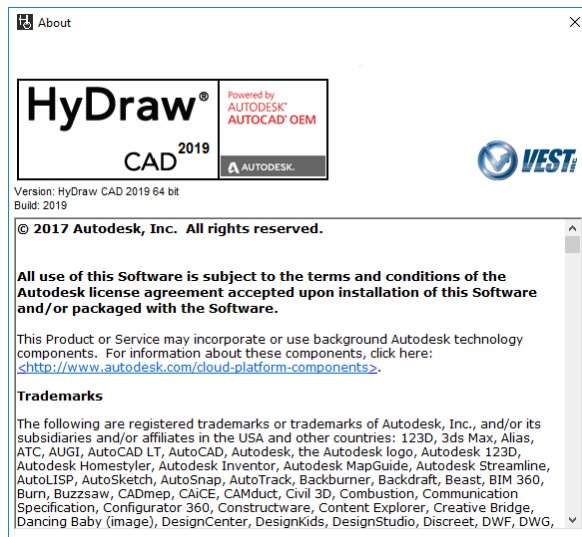 About
HyDraw®
CAD 2019
Powered by
AUTODESK®
AUTOCAD® OEM
AUTODESK.
VEST INC
Version: HyDraw CAD 2019 64 bit
Build: 2019
© 2017 Autodesk, Inc.  All rights reserved.
All use of this Software is subject to the terms and conditions of the
Autodesk license agreement accepted upon installation of this Software
and/or packaged with the Software.
This Product or Service may incorporate or use background Autodesk technology
components.  For information about these components, click here:
<http://www.autodesk.com/cloud-platform-components>.
Trademarks
The following are registered trademarks or trademarks of Autodesk, Inc., and/or its
subsidiaries and/or affiliates in the USA and other countries: 123D, 3ds Max, Alias,
ATC, AUGI, AutoCAD LT, AutoCAD, Autodesk, the Autodesk logo, Autodesk 123D,
Autodesk Homestyler, Autodesk Inventor, Autodesk MapGuide, Autodesk Streamline,
AutoLISP, AutoSketch, AutoSnap, AutoTrack, Backburner, Backdraft, Beast, BIM 360,
Burn, Buzzsaw, CADmep, CAiCE, CAMduct, Civil 3D, Combustion, Communication
Specification, Configurator 360, Constructware, Content Explorer, Creative Bridge,
Dancing Baby (image), DesignCenter, DesignKids, DesignStudio, Discreet, DWF, DWG,